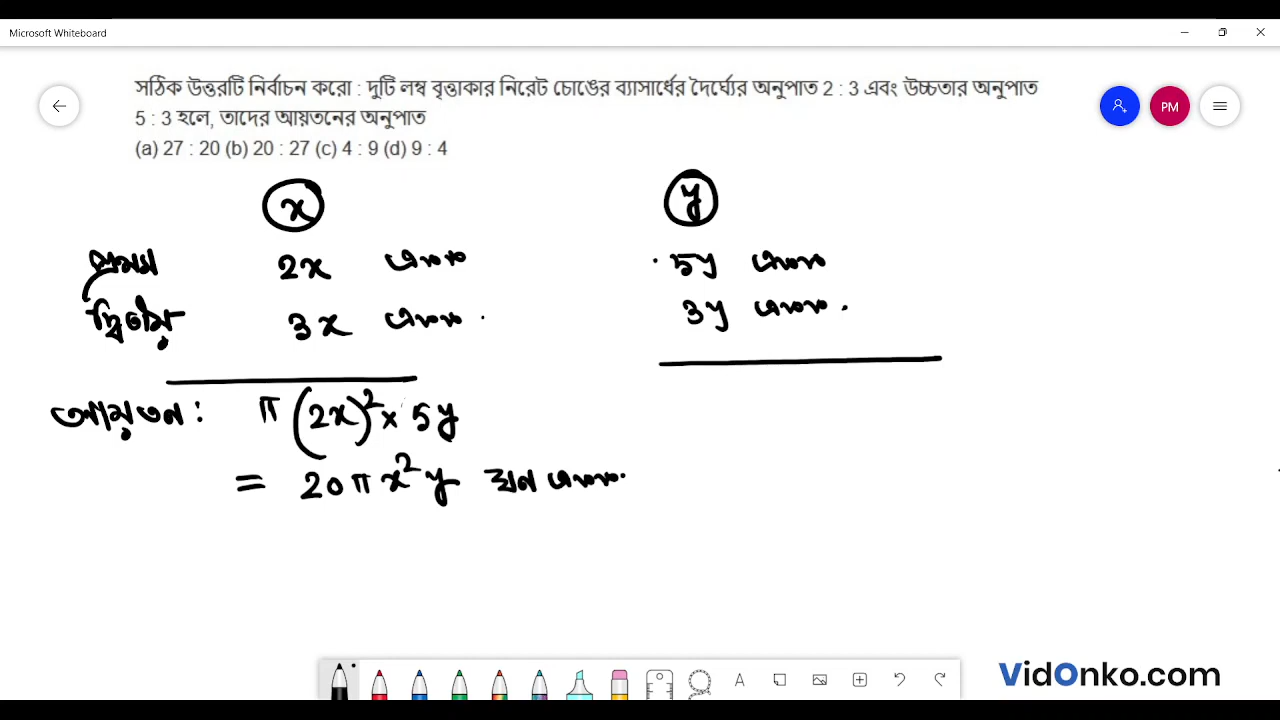 Microsoft Whiteboard
সঠিক উত্তরটি নির্বাচন করো : দুটি লম্ব বৃত্তাকার নিরেট চোঙের ব্যাসার্ধের দৈর্ঘ্যের অনুপাত 2 : 3 এবং উচ্চতার অনুপাত
5 : 3 হলে, তাদের আয়তনের অনুপাত
(a) 27 : 20 (b) 20 : 27 (c) 4 : 9 (d) 9 : 4
PM
x y
প্রথম 2x একক 5y একক
দ্বিতীয় 3x একক. 3y একক.
আয়তন : π(2x)² × 5y
= 20πx²y ঘন একক.
A
VidOnko.com